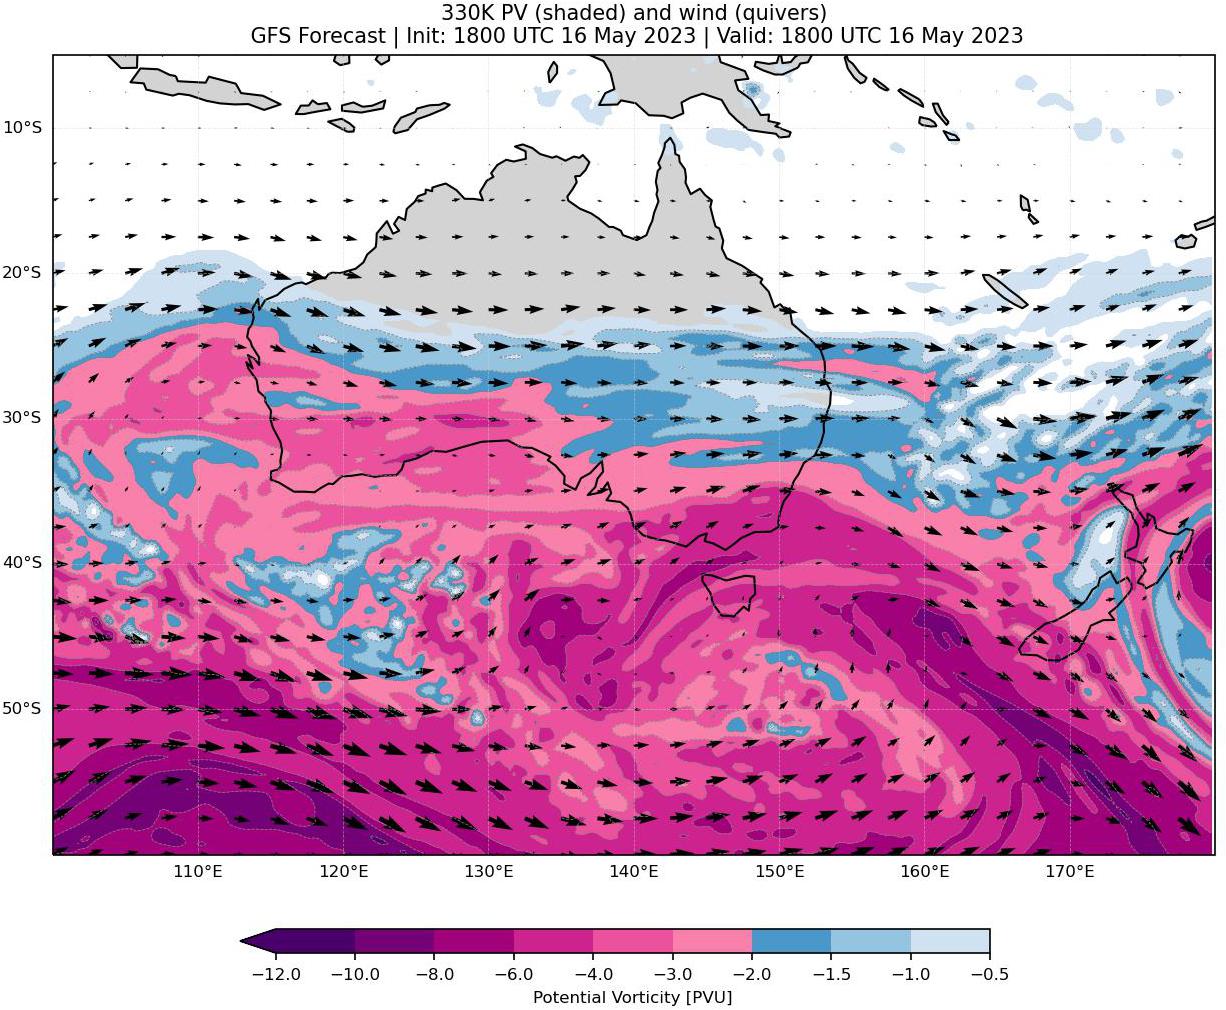 330K PV (shaded) and wind (quivers)
GFS Forecast | Init: 1800 UTC 16 May 2023 | Valid: 1800 UTC 16 May 2023
10°S
20°S
30°S
40°S
50°S
110°E 120°E 130°E 140°E 150°E 160°E 170°E
−12.0 −10.0 −8.0 −6.0 −4.0 −3.0 −2.0 −1.5 −1.0 −0.5
Potential Vorticity [PVU]